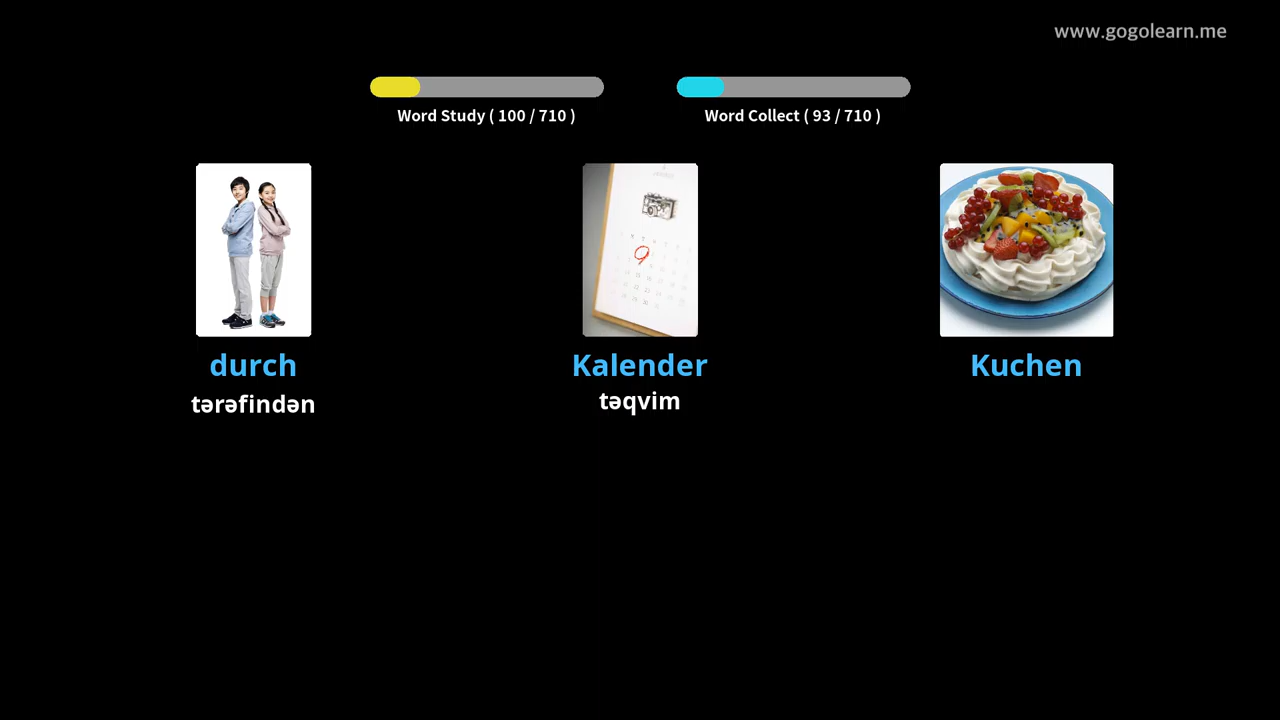 www.gogolearn.me
Word Study ( 100 / 710 )
Word Collect ( 93 / 710 )
durch
Kalender
Kuchen
tərəfindən
təqvim